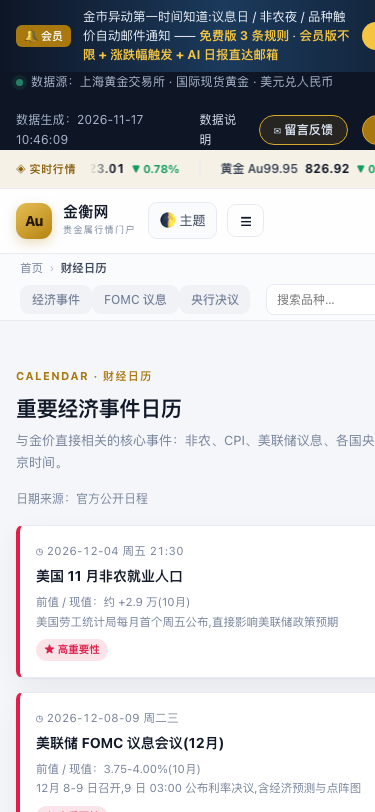 会员
金市异动第一时间知道:议息日 / 非农夜 / 品种触
价自动邮件通知 —— 免费版 3 条规则 · 会员版不
限 + 涨跌幅触发 + AI 日报直达邮箱
数据源：上海黄金交易所 · 国际现货黄金 · 美元兑人民币
数据生成：2026-11-17
10:46:09
数据说
明
✉ 留言反馈
◈ 实时行情
3.01 ▼0.78%
黄金 Au99.95 826.92 ▼0
Au
金衡网
贵金属行情门户
主题
☰
首页 › 财经日历
经济事件
FOMC 议息
央行决议
搜索品种...
CALENDAR · 财经日历
重要经济事件日历
与金价直接相关的核心事件：非农、CPI、美联储议息、各国央
京时间。
日期来源：官方公开日程
◷ 2026-12-04 周五 21:30
美国 11 月非农就业人口
前值 / 现值：约 +2.9 万(10月)
美国劳工统计局每月首个周五公布,直接影响美联储政策预期
★ 高重要性
◷ 2026-12-08-09 周二三
美联储 FOMC 议息会议(12月)
前值 / 现值：3.75-4.00%(10月)
12月 8-9 日召开,9 日 03:00 公布利率决议,含经济预测与点阵图